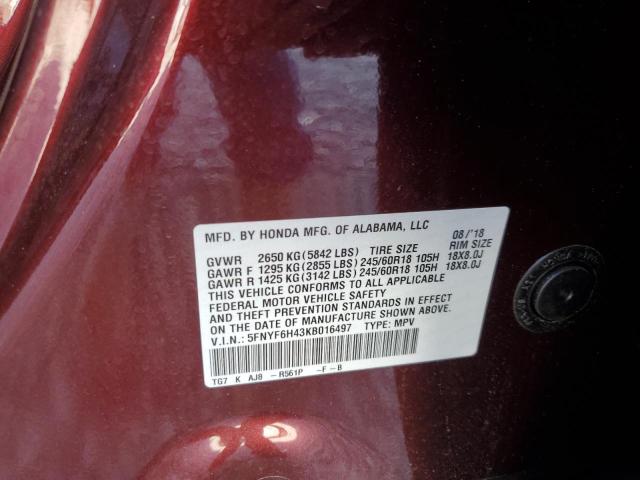 MFD. BY HONDA MFG. OF ALABAMA, LLC 08/'18
GVWR 2650 KG (5842 LBS) TIRE SIZE RIM SIZE
GAWR F 1295 KG (2855 LBS) 245/60R18 105H 18X8.0J
GAWR R 1425 KG (3142 LBS) 245/60R18 105H 18X8.0J
THIS VEHICLE CONFORMS TO ALL APPLICABLE
FEDERAL MOTOR VEHICLE SAFETY
AND THEFT PREVENTION STANDARDS IN EFFECT
ON THE DATE OF MANUFACTURE SHOWN ABOVE.
V.I.N.: 5FNYF6H43KB016497 TYPE: MPV
TG7 K AJ8 -R561P -F-B